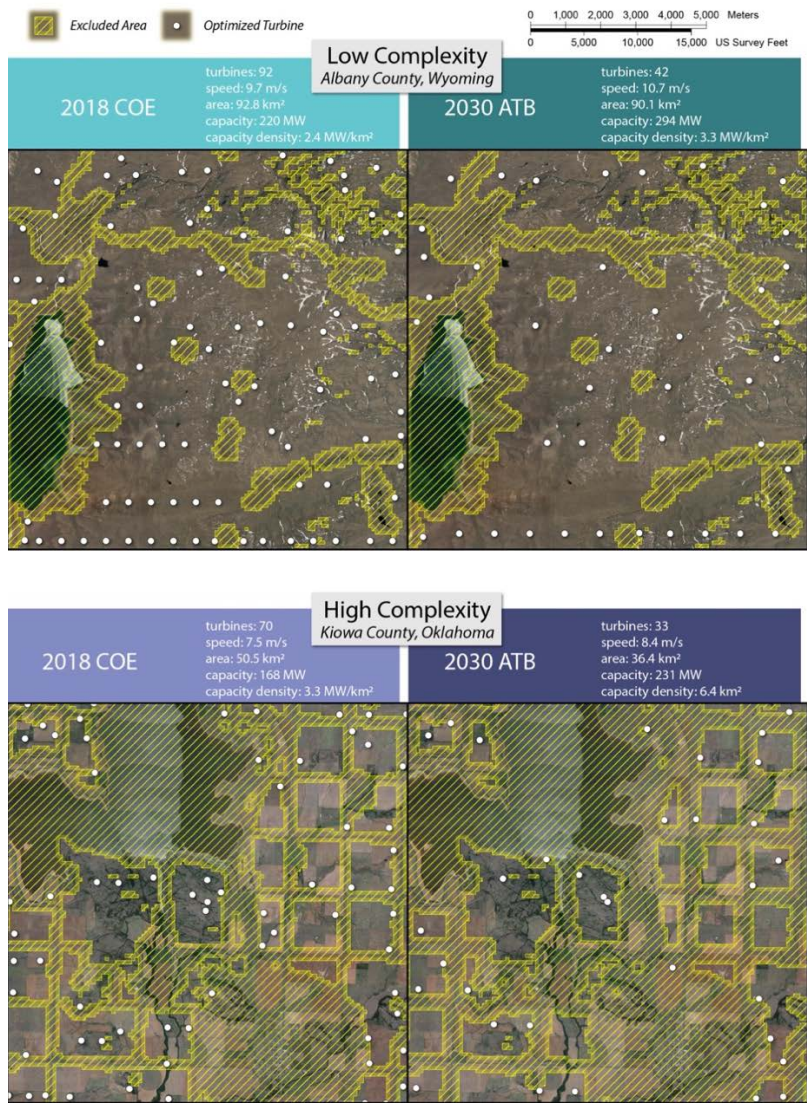 Excluded Area
Optimized Turbine
0 1,000 2,000 3,000 4,000 5,000 Meters
0 5,000 10,000 15,000 US Survey Feet
Low Complexity
Albany County, Wyoming
2018 COE
turbines: 92
speed: 9.7 m/s
area: 92.8 km²
capacity: 220 MW
capacity density: 2.4 MW/km²
2030 ATB
turbines: 42
speed: 10.7 m/s
area: 90.1 km²
capacity: 294 MW
capacity density: 3.3 MW/km²
High Complexity
Kiowa County, Oklahoma
2018 COE
turbines: 70
speed: 7.5 m/s
area: 50.5 km²
capacity: 168 MW
capacity density: 3.3 MW/km²
2030 ATB
turbines: 33
speed: 8.4 m/s
area: 36.4 km²
capacity: 231 MW
capacity density: 6.4 km²